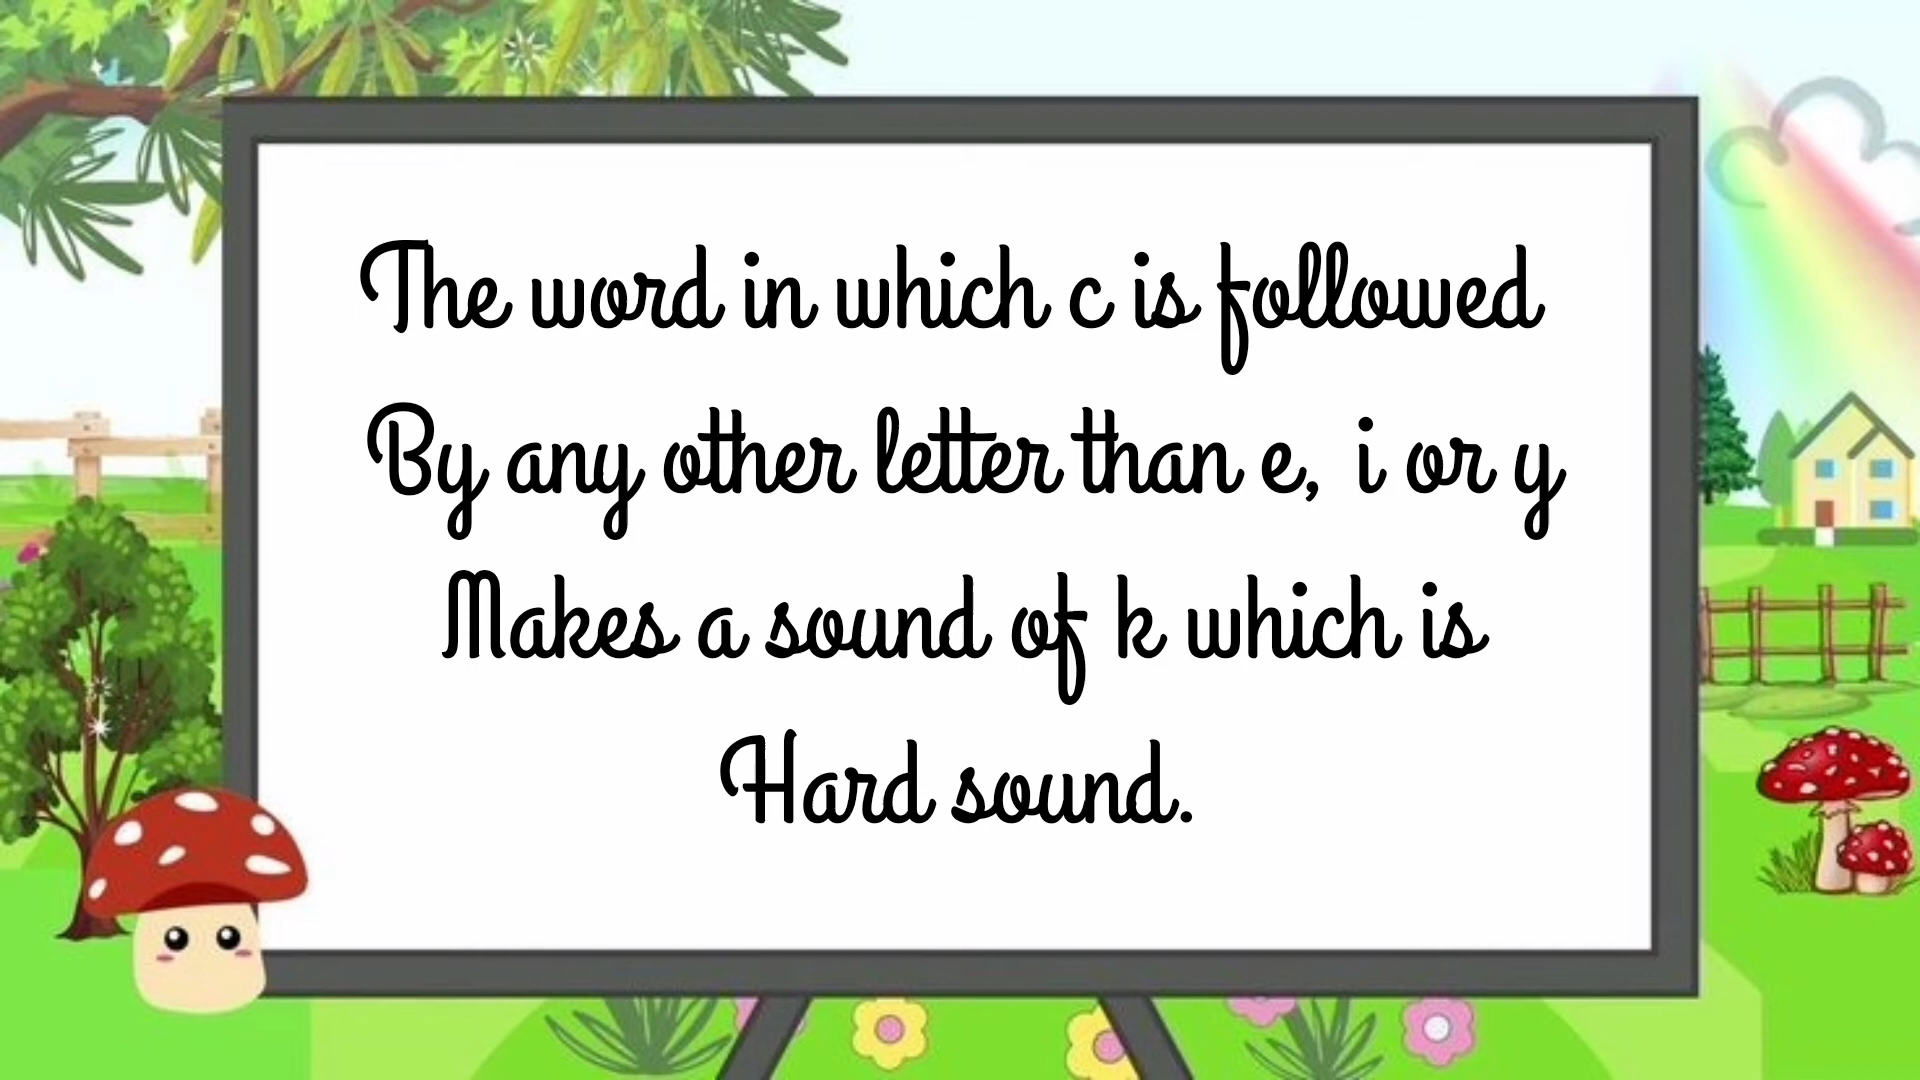 The word in which c is followed
By any other letter than e, i or y
Makes a sound of k which is
Hard sound.